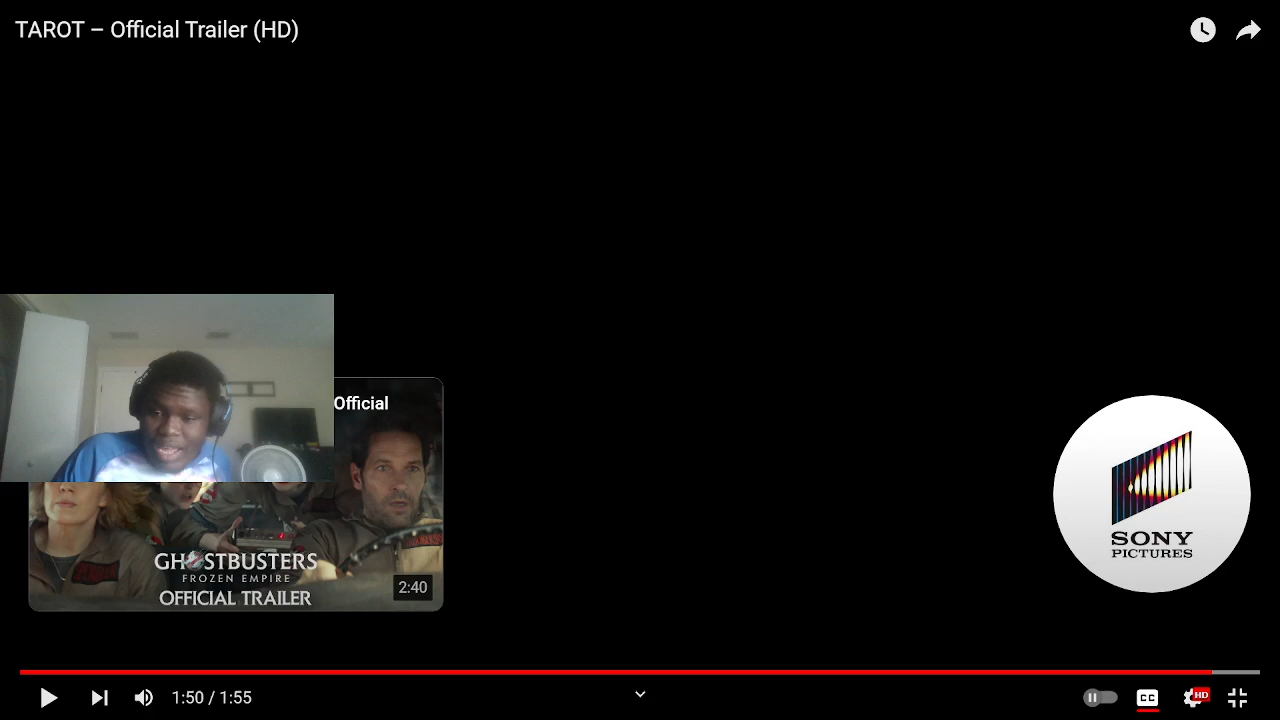 TAROT – Official Trailer (HD)
Official
GHOSTBUSTERS
FROZEN EMPIRE
OFFICIAL TRAILER
2:40
SONY
PICTURES
1:50 / 1:55
CC
HD